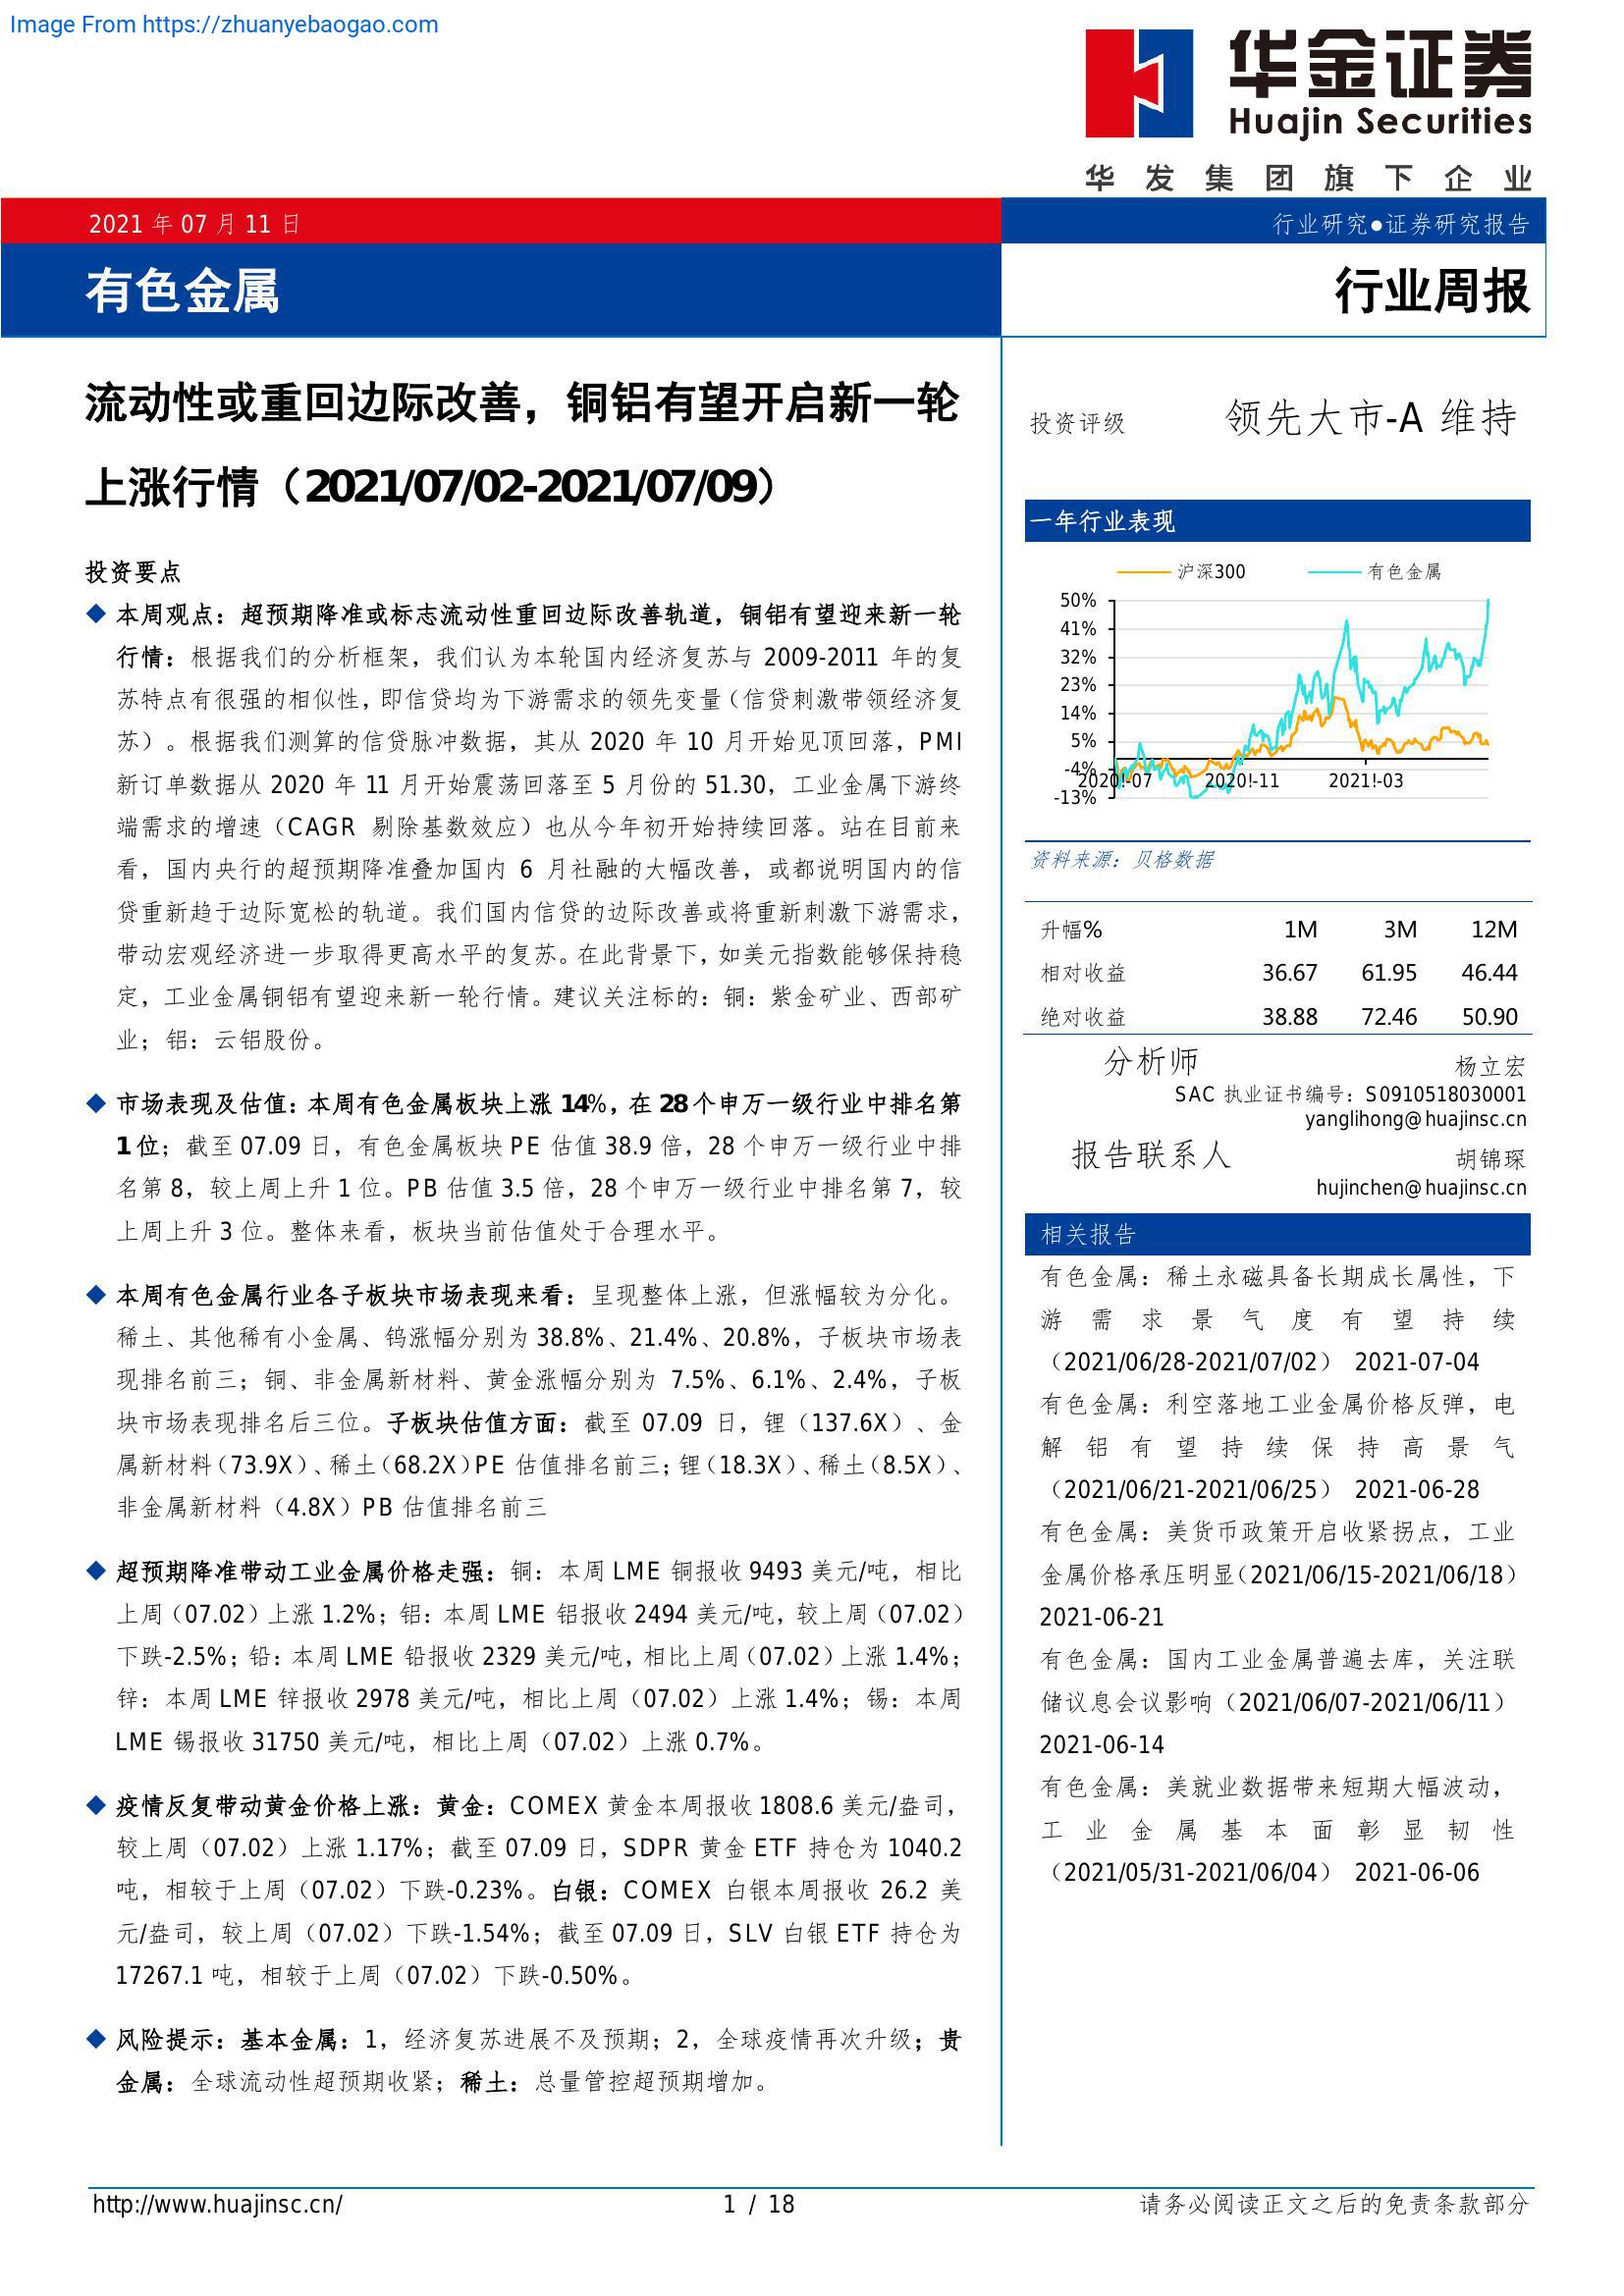 Image From https://zhuanyebaogao.com
华金证券
Huajin Securities
华发集团旗下企业
2021 年 07 月 11 日
行业研究●证券研究报告
有色金属
行业周报
流动性或重回边际改善，铜铝有望开启新一轮
上涨行情（2021/07/02-2021/07/09）
投资要点
◆ 本周观点：超预期降准或标志流动性重回边际改善轨道，铜铝有望迎来新一轮
行情：根据我们的分析框架，我们认为本轮国内经济复苏与 2009-2011 年的复
苏特点有很强的相似性，即信贷均为下游需求的领先变量（信贷刺激带领经济复
苏）。根据我们测算的信贷脉冲数据，其从 2020 年 10 月开始见顶回落，PMI
新订单数据从 2020 年 11 月开始震荡回落至 5 月份的 51.30，工业金属下游终
端需求的增速（CAGR 剔除基数效应）也从今年初开始持续回落。站在目前来
看，国内央行的超预期降准叠加国内 6 月社融的大幅改善，或都说明国内的信
贷重新趋于边际宽松的轨道。我们国内信贷的边际改善或将重新刺激下游需求，
带动宏观经济进一步取得更高水平的复苏。在此背景下，如美元指数能够保持稳
定，工业金属铜铝有望迎来新一轮行情。建议关注标的：铜：紫金矿业、西部矿
业；铝：云铝股份。
◆ 市场表现及估值：本周有色金属板块上涨 14%，在 28 个申万一级行业中排名第
1 位；截至 07.09 日，有色金属板块 PE 估值 38.9 倍，28 个申万一级行业中排
名第 8，较上周上升 1 位。PB 估值 3.5 倍，28 个申万一级行业中排名第 7，较
上周上升 3 位。整体来看，板块当前估值处于合理水平。
◆ 本周有色金属行业各子板块市场表现来看：呈现整体上涨，但涨幅较为分化。
稀土、其他稀有小金属、钨涨幅分别为 38.8%、21.4%、20.8%，子板块市场表
现排名前三；铜、非金属新材料、黄金涨幅分别为 7.5%、6.1%、2.4%，子板
块市场表现排名后三位。子板块估值方面：截至 07.09 日，锂（137.6X）、金
属新材料（73.9X）、稀土（68.2X）PE 估值排名前三；锂（18.3X）、稀土（8.5X）、
非金属新材料（4.8X）PB 估值排名前三
◆ 超预期降准带动工业金属价格走强：铜：本周 LME 铜报收 9493 美元/吨，相比
上周（07.02）上涨 1.2%；铝：本周 LME 铝报收 2494 美元/吨，较上周（07.02）
下跌-2.5%；铅：本周 LME 铅报收 2329 美元/吨，相比上周（07.02）上涨 1.4%；
锌：本周 LME 锌报收 2978 美元/吨，相比上周（07.02）上涨 1.4%；锡：本周
LME 锡报收 31750 美元/吨，相比上周（07.02）上涨 0.7%。
◆ 疫情反复带动黄金价格上涨：黄金：COMEX 黄金本周报收 1808.6 美元/盎司，
较上周（07.02）上涨 1.17%；截至 07.09 日，SDPR 黄金 ETF 持仓为 1040.2
吨，相较于上周（07.02）下跌-0.23%。白银：COMEX 白银本周报收 26.2 美
元/盎司，较上周（07.02）下跌-1.54%；截至 07.09 日，SLV 白银 ETF 持仓为
17267.1 吨，相较于上周（07.02）下跌-0.50%。
◆ 风险提示：基本金属：1，经济复苏进展不及预期；2，全球疫情再次升级；贵
金属：全球流动性超预期收紧；稀土：总量管控超预期增加。
投资评级 领先大市-A 维持
一年行业表现
沪深300 有色金属
50%
41%
32%
23%
14%
5%
-4%
2020!-07 2020!-11 2021!-03
-13%
资料来源：贝格数据
升幅% 1M 3M 12M
相对收益 36.67 61.95 46.44
绝对收益 38.88 72.46 50.90
分析师 杨立宏
SAC 执业证书编号：S0910518030001
yanglihong@huajinsc.cn
报告联系人 胡锦琛
hujinchen@huajinsc.cn
相关报告
有色金属：稀土永磁具备长期成长属性，下
游需求景气度有望持续
（2021/06/28-2021/07/02） 2021-07-04
有色金属：利空落地工业金属价格反弹，电
解铝有望持续保持高景气
（2021/06/21-2021/06/25） 2021-06-28
有色金属：美货币政策开启收紧拐点，工业
金属价格承压明显（2021/06/15-2021/06/18）
2021-06-21
有色金属：国内工业金属普遍去库，关注联
储议息会议影响（2021/06/07-2021/06/11）
2021-06-14
有色金属：美就业数据带来短期大幅波动，
工业金属基本面彰显韧性
（2021/05/31-2021/06/04） 2021-06-06
http://www.huajinsc.cn/
1 / 18
请务必阅读正文之后的免责条款部分